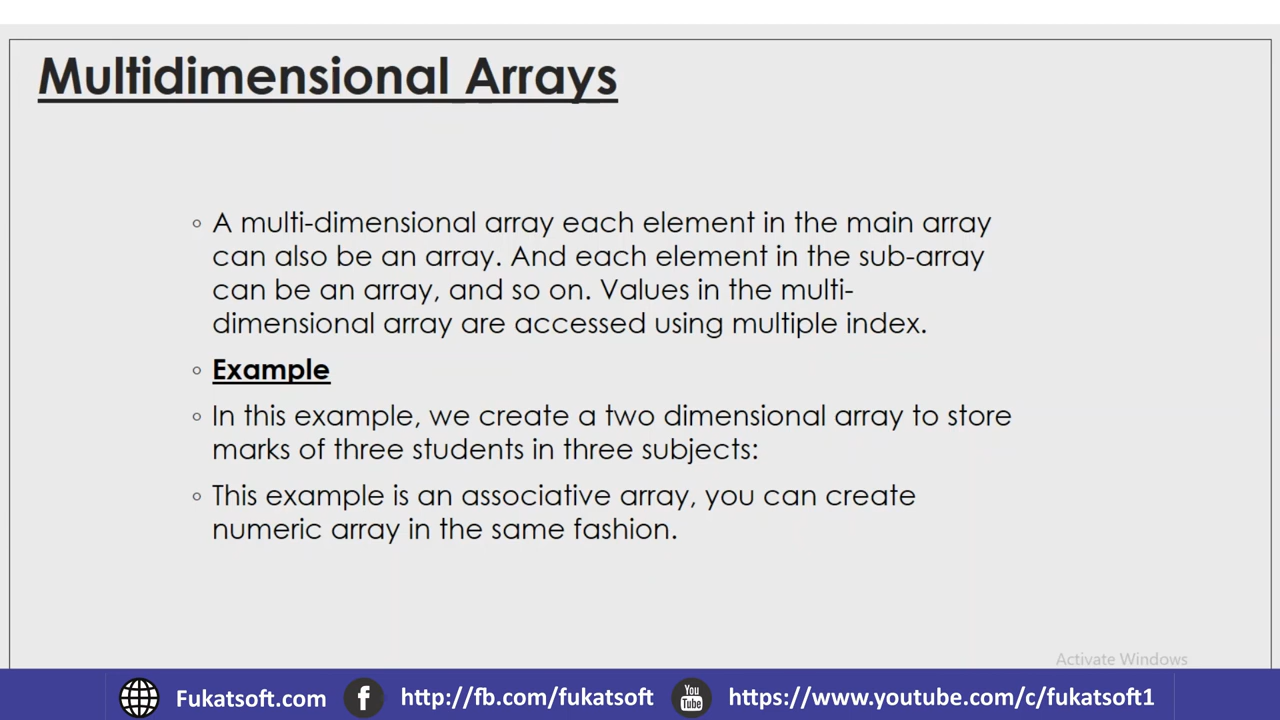 Multidimensional Arrays
◦ A multi-dimensional array each element in the main array
can also be an array. And each element in the sub-array
can be an array, and so on. Values in the multi-
dimensional array are accessed using multiple index.
◦ Example
◦ In this example, we create a two dimensional array to store
marks of three students in three subjects:
◦ This example is an associative array, you can create
numeric array in the same fashion.
Activate Windows
Fukatsoft.com f http://fb.com/fukatsoft You Tube https://www.youtube.com/c/fukatsoft1